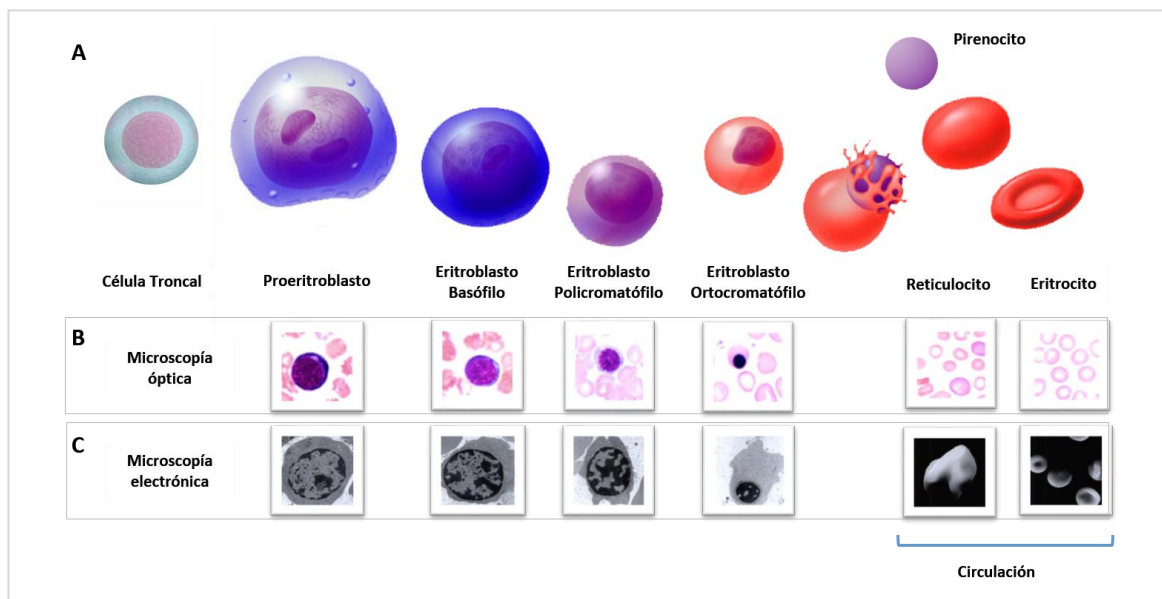 A
Pirenocito
Célula Troncal
Proeritroblasto
Eritroblasto
Basófilo
Eritroblasto
Policromatófilo
Eritroblasto
Ortocromatófilo
Reticulocito
Eritrocito
B
Microscopía
óptica
C
Microscopía
electrónica
Circulación